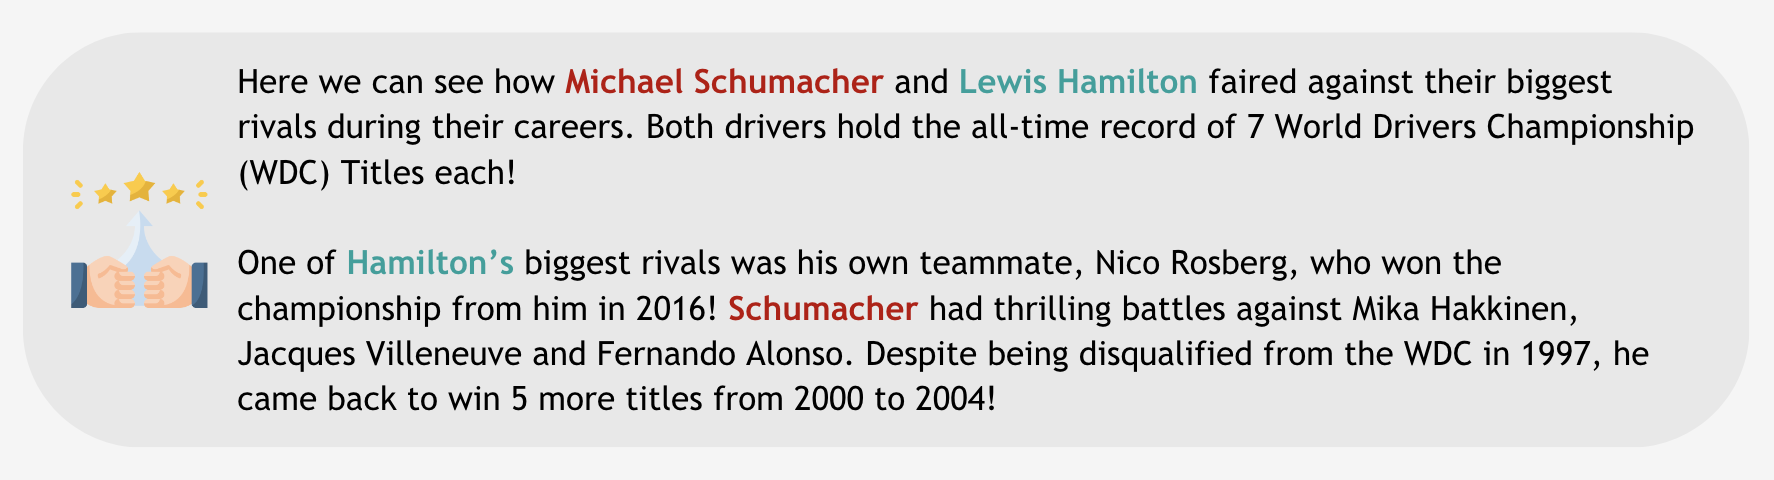 Here we can see how Michael Schumacher and Lewis Hamilton faired against their biggest
rivals during their careers. Both drivers hold the all-time record of 7 World Drivers Championship
(WDC) Titles each!
One of Hamilton’s biggest rivals was his own teammate, Nico Rosberg, who won the
championship from him in 2016! Schumacher had thrilling battles against Mika Hakkinen,
Jacques Villeneuve and Fernando Alonso. Despite being disqualified from the WDC in 1997, he
came back to win 5 more titles from 2000 to 2004!